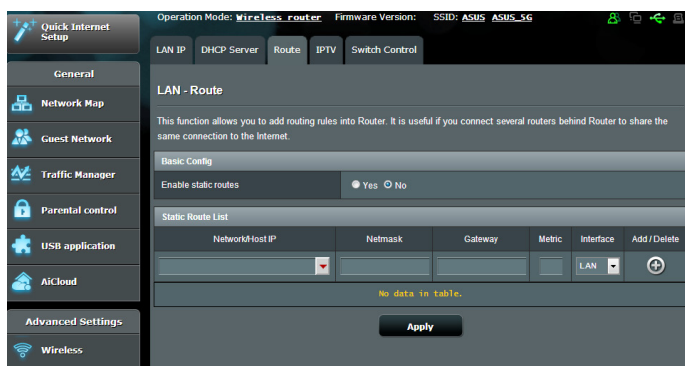 Quick Internet
Setup
Operation Mode: Wireless router Firmware Version: SSID: ASUS ASUS_5G
LAN IP DHCP Server Route IPTV Switch Control
General
Network Map
Guest Network
Traffic Manager
Parental control
USB application
AiCloud
Advanced Settings
Wireless
LAN - Route
This function allows you to add routing rules into Router. It is useful if you connect several routers behind Router to share the
same connection to the Internet.
Basic Config
Enable static routes Yes No
Static Route List
Network/Host IP Netmask Gateway Metric Interface Add / Delete
LAN
No data in table.
Apply